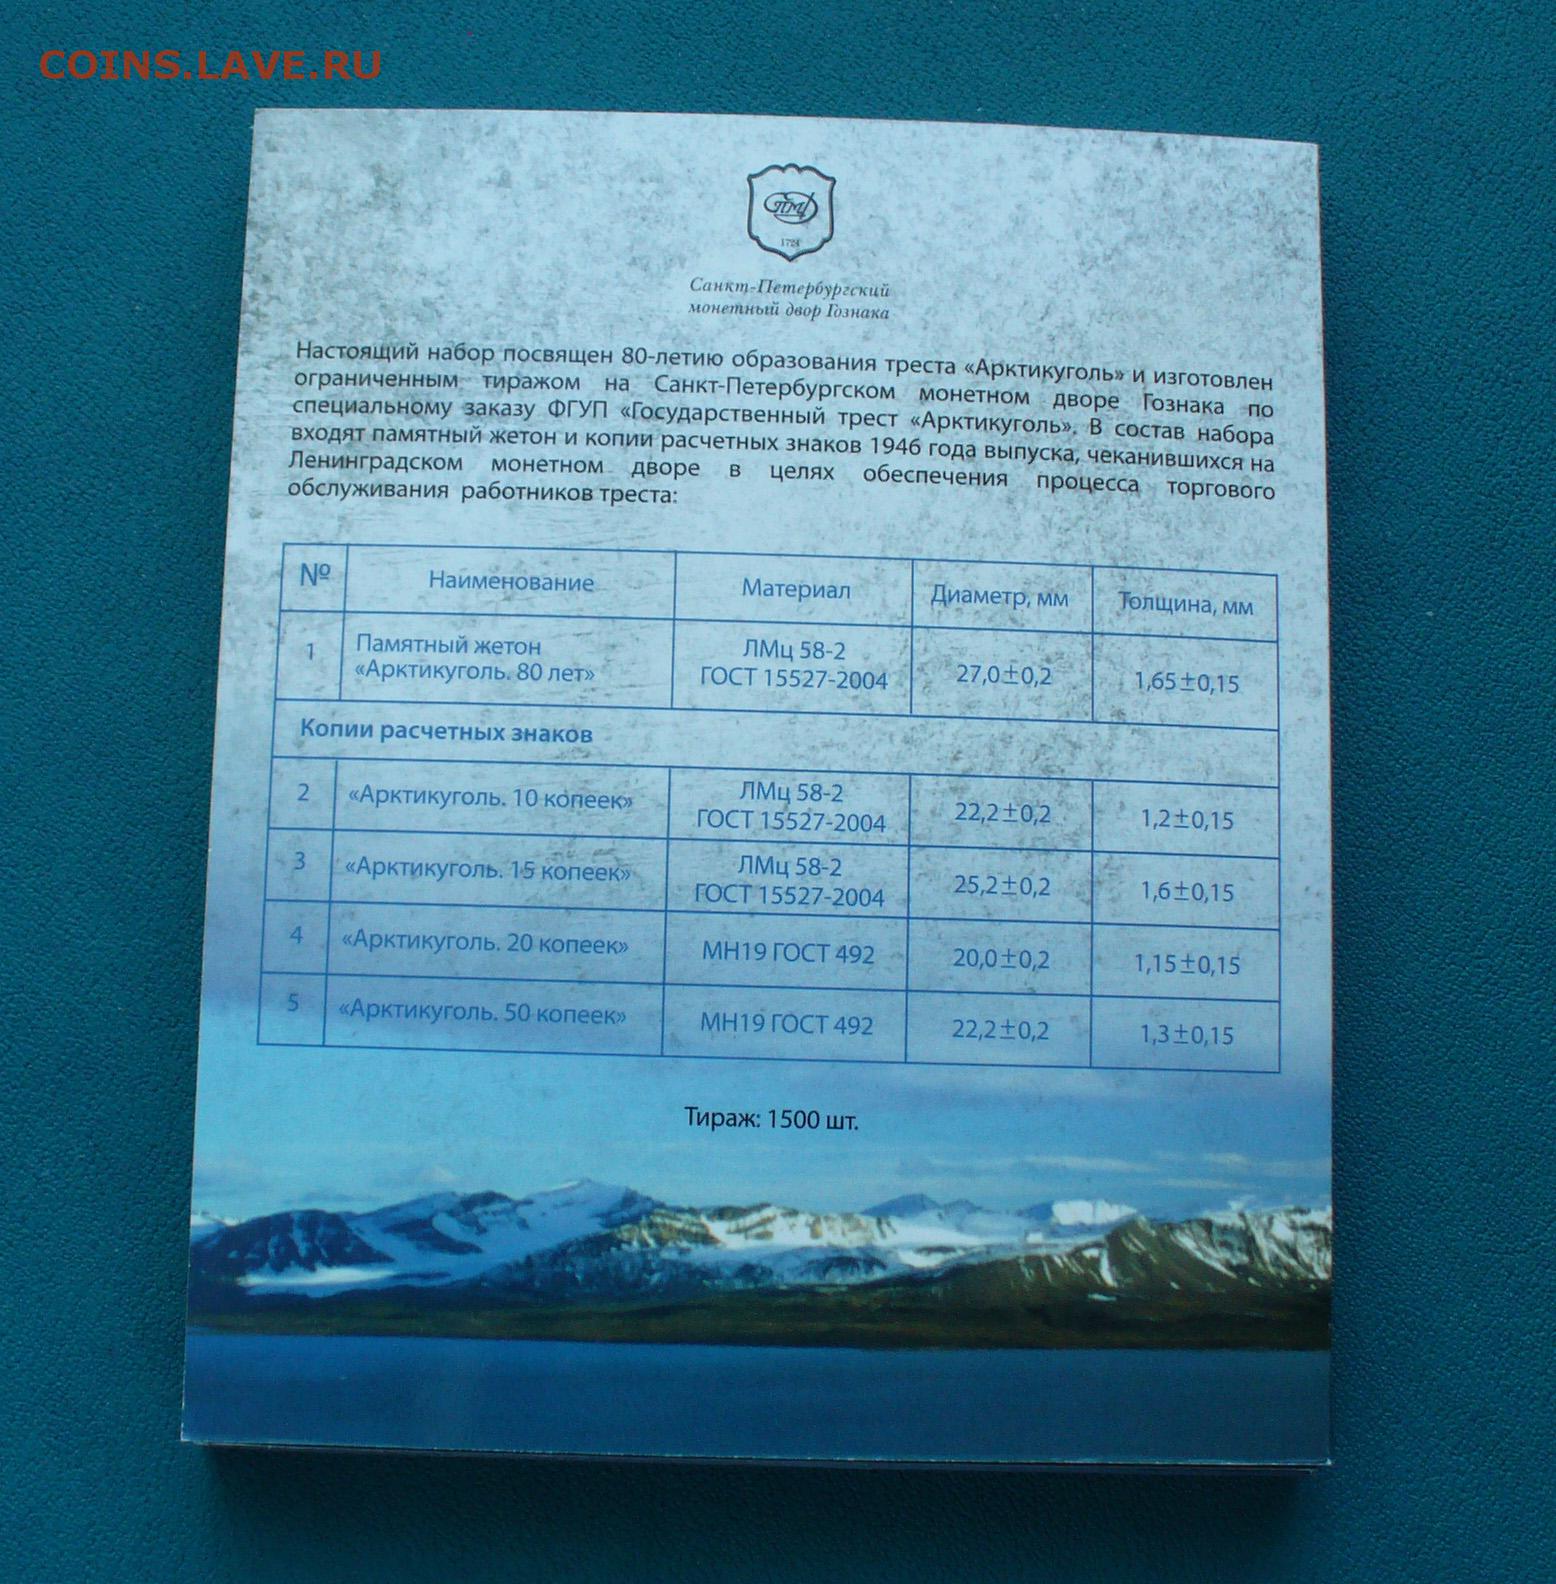 COINS.LAVE.RU
СПМД
1724
Санкт-Петербургский
монетный двор Гознака
Настоящий набор посвящен 80-летию образования треста «Арктикуголь» и изготовлен
ограниченным тиражом на Санкт-Петербургском монетном дворе Гознака по
специальному заказу ФГУП «Государственный трест «Арктикуголь». В состав набора
входят памятный жетон и копии расчетных знаков 1946 года выпуска, чеканившихся на
Ленинградском монетном дворе в целях обеспечения процесса торгового
обслуживания работников треста:
№ Наименование Материал Диаметр, мм Толщина, мм
1 Памятный жетон «Арктикуголь. 80 лет» ЛМц 58-2 ГОСТ 15527-2004 27,0±0,2 1,65±0,15
Копии расчетных знаков
2 «Арктикуголь. 10 копеек» ЛМц 58-2 ГОСТ 15527-2004 22,2±0,2 1,2±0,15
3 «Арктикуголь. 15 копеек» ЛМц 58-2 ГОСТ 15527-2004 25,2±0,2 1,6±0,15
4 «Арктикуголь. 20 копеек» МН19 ГОСТ 492 20,0±0,2 1,15±0,15
5 «Арктикуголь. 50 копеек» МН19 ГОСТ 492 22,2±0,2 1,3±0,15
Тираж: 1500 шт.